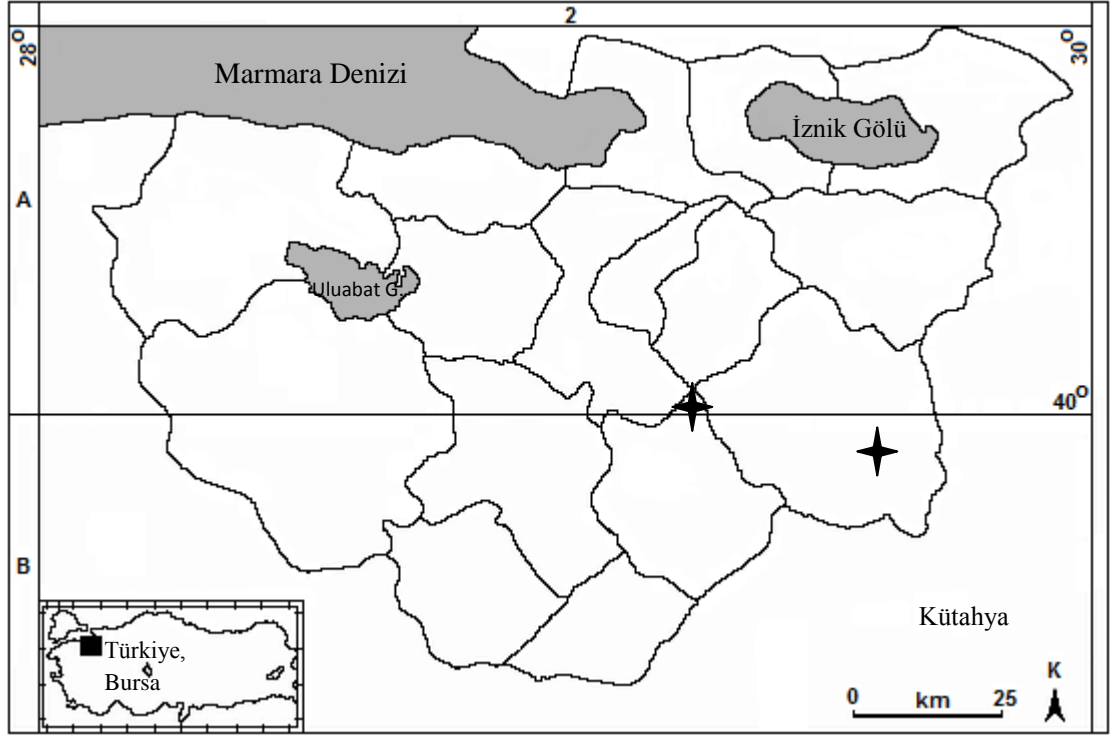 2
28°
30°
Marmara Denizi
İznik Gölü
A
Uluabat G.
40°
B
Kütahya
Türkiye,
Bursa
K
0 km 25